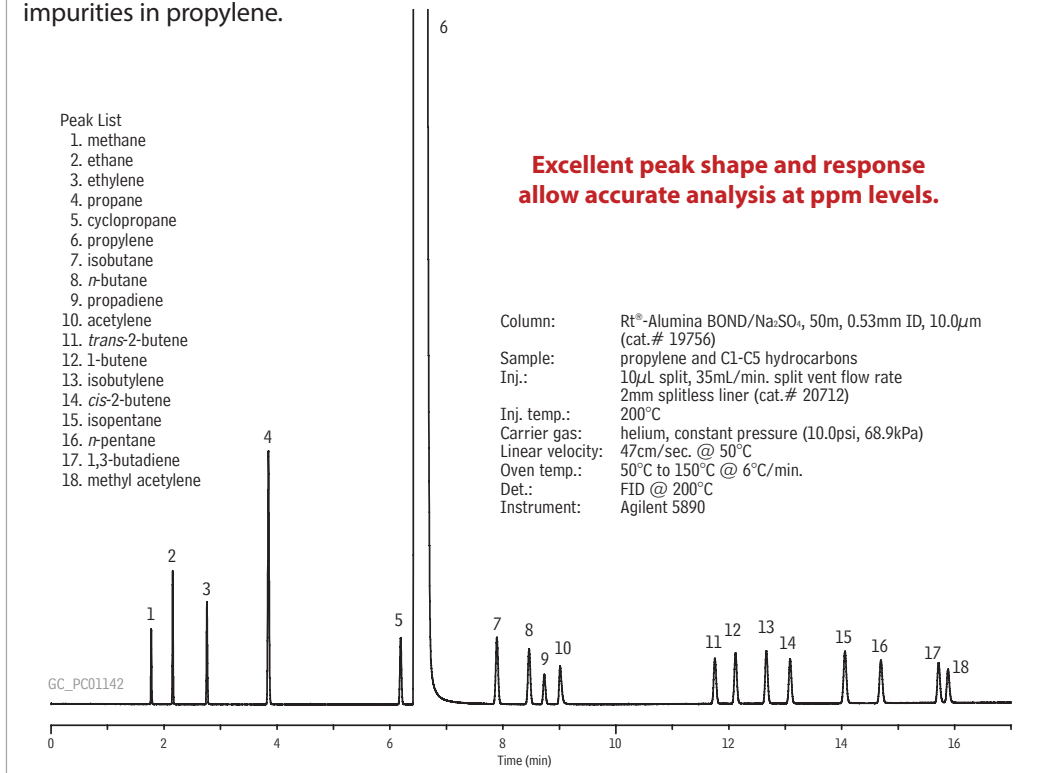 impurities in propylene.
6
Peak List
1. methane
2. ethane
3. ethylene
4. propane
5. cyclopropane
6. propylene
7. isobutane
8. n-butane
9. propadiene
10. acetylene
11. trans-2-butene
12. 1-butene
13. isobutylene
14. cis-2-butene
15. isopentane
16. n-pentane
17. 1,3-butadiene
18. methyl acetylene
Excellent peak shape and response
allow accurate analysis at ppm levels.
Column: Rt®-Alumina BOND/Na₂SO₄, 50m, 0.53mm ID, 10.0µm
(cat.# 19756)
Sample: propylene and C1-C5 hydrocarbons
Inj.: 10µL split, 35mL/min. split vent flow rate
2mm splitless liner (cat.# 20712)
Inj. temp.: 200°C
Carrier gas: helium, constant pressure (10.0psi, 68.9kPa)
Linear velocity: 47cm/sec. @ 50°C
Oven temp.: 50°C to 150°C @ 6°C/min.
Det.: FID @ 200°C
Instrument: Agilent 5890
1 2 3 4 5 7 8 9 10 11 12 13 14 15 16 17 18
GC_PC01142
0 2 4 6 8 10 12 14 16
Time (min)